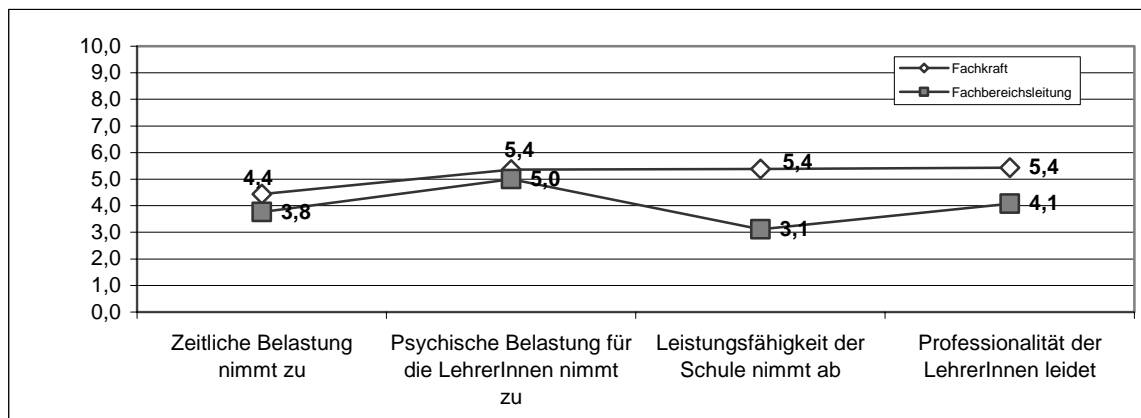 10,0
9,0
8,0
7,0
6,0
5,0
4,0
3,0
2,0
1,0
0,0
Fachkraft
Fachbereichsleitung
4,4
5,4
5,4
5,4
3,8
5,0
3,1
4,1
Zeitliche Belastung
nimmt zu
Psychische Belastung für
die LehrerInnen nimmt
zu
Leistungsfähigkeit der
Schule nimmt ab
Professionalität der
LehrerInnen leidet